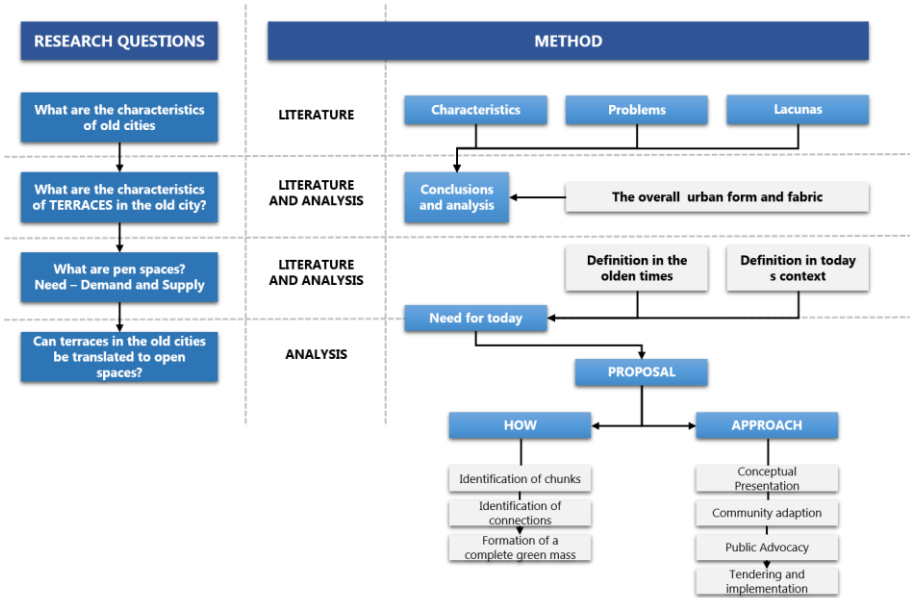 RESEARCH QUESTIONS
METHOD
What are the characteristics
of old cities
LITERATURE
Characteristics
Problems
Lacunas
What are the characteristics
of TERRACES in the old city?
LITERATURE
AND ANALYSIS
Conclusions
and analysis
The overall urban form and fabric
What are pen spaces?
Need – Demand and Supply
LITERATURE
AND ANALYSIS
Definition in the
olden times
Definition in today
s context
Need for today
Can terraces in the old cities
be translated to open
spaces?
ANALYSIS
PROPOSAL
HOW
APPROACH
Identification of chunks
Identification of
connections
Formation of a
complete green mass
Conceptual
Presentation
Community adaption
Public Advocacy
Tendering and
implementation